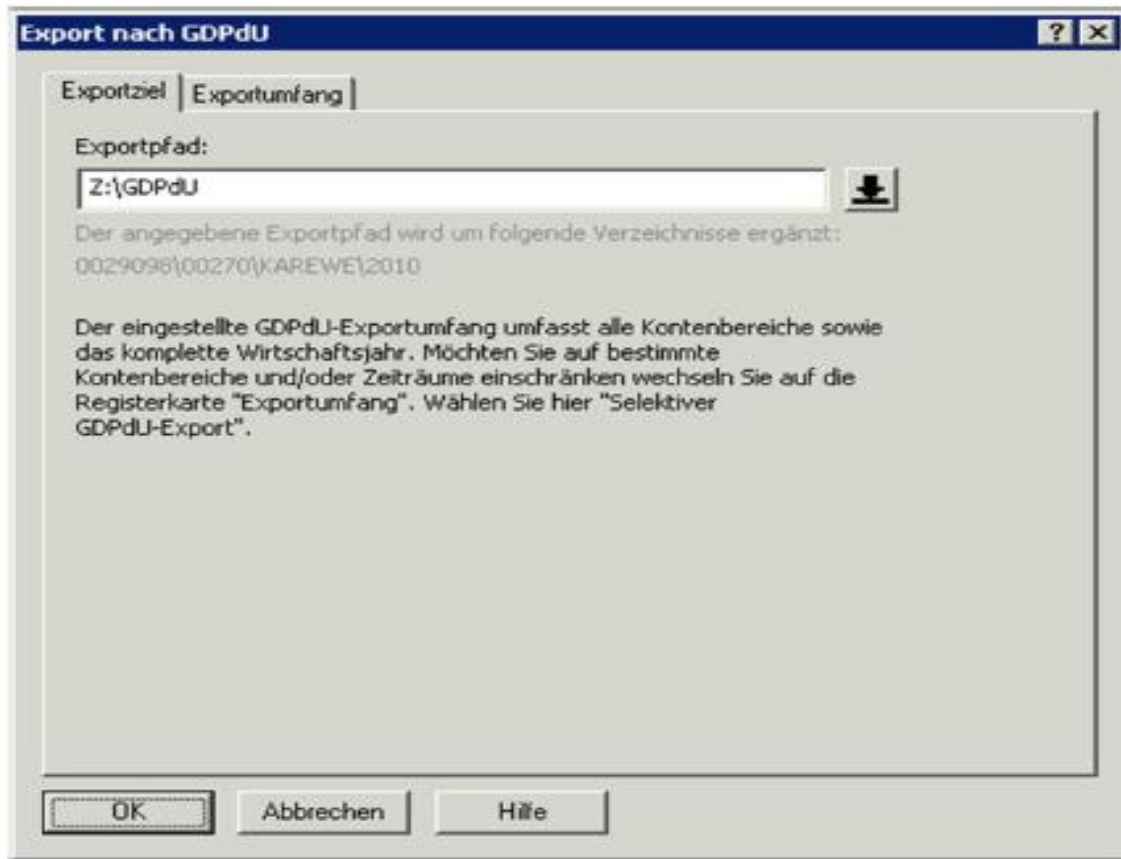 Export nach GDPdU
Exportziel
Exportumfang
Exportpfad:
Z:\GDPdU
Der angegebene Exportpfad wird um folgende Verzeichnisse ergänzt:
0029098\00270\KAREWE\2010
Der eingestellte GDPdU-Exportumfang umfasst alle Kontenbereiche sowie
das komplette Wirtschaftsjahr. Möchten Sie auf bestimmte
Kontenbereiche und/oder Zeiträume einschränken wechseln Sie auf die
Registerkarte "Exportumfang". Wählen Sie hier "Selektiver
GDPdU-Export".
OK
Abbrechen
Hilfe